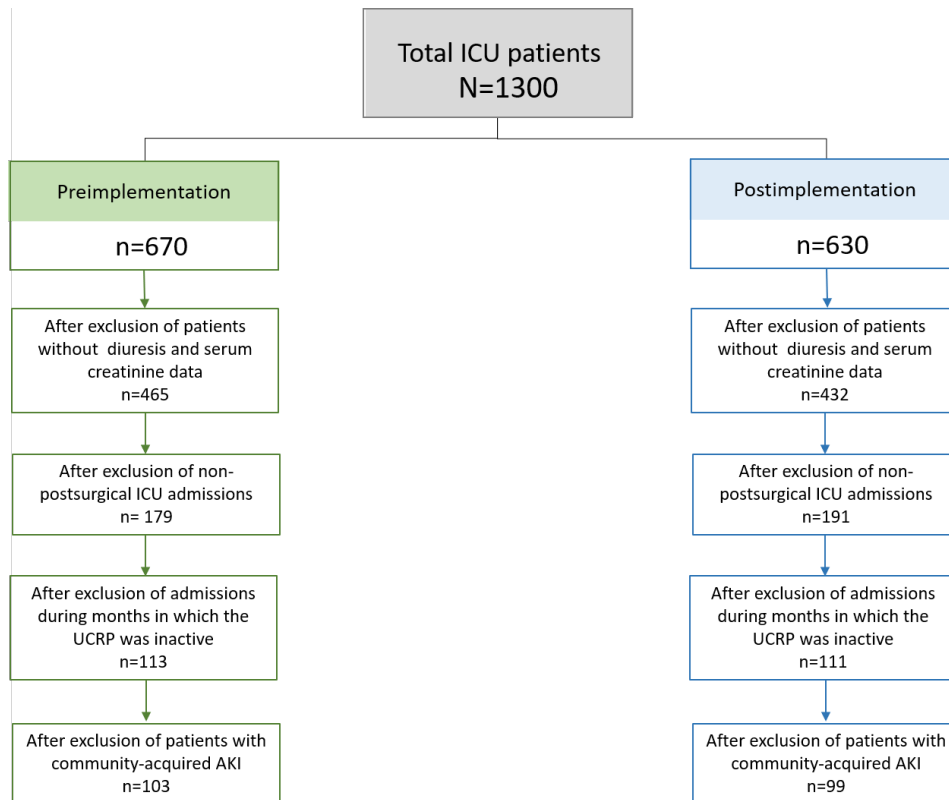 Total ICU patients
N=1300
Preimplementation
n=670
After exclusion of patients
without diuresis and serum
creatinine data
n=465
After exclusion of non-
postsurgical ICU admissions
n= 179
After exclusion of admissions
during months in which the
UCRP was inactive
n=113
After exclusion of patients with
community-acquired AKI
n=103
Postimplementation
n=630
After exclusion of patients
without diuresis and serum
creatinine data
n=432
After exclusion of non-
postsurgical ICU admissions
n=191
After exclusion of admissions
during months in which the
UCRP was inactive
n=111
After exclusion of patients with
community-acquired AKI
n=99